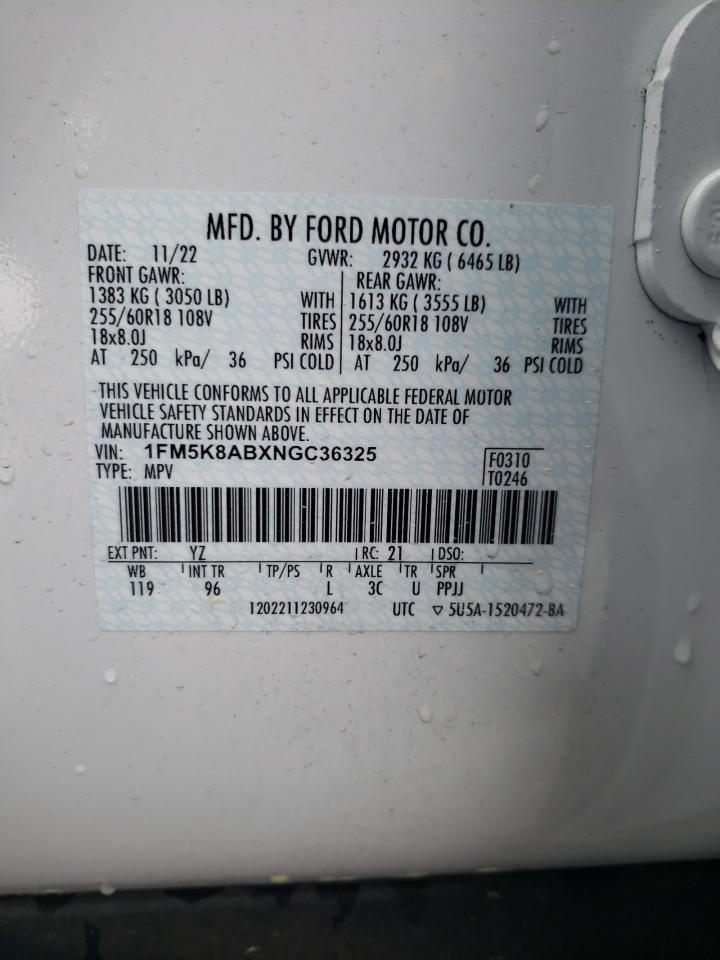 MFD. BY FORD MOTOR CO.
DATE: 11/22 GVWR: 2932 KG ( 6465 LB)
FRONT GAWR: REAR GAWR:
1383 KG ( 3050 LB) WITH 1613 KG ( 3555 LB) WITH
255/60R18 108V TIRES 255/60R18 108V TIRES
18x8.0J RIMS 18x8.0J RIMS
AT 250 kPa/ 36 PSI COLD AT 250 kPa/ 36 PSI COLD
THIS VEHICLE CONFORMS TO ALL APPLICABLE FEDERAL MOTOR
VEHICLE SAFETY STANDARDS IN EFFECT ON THE DATE OF
MANUFACTURE SHOWN ABOVE.
VIN: 1FM5K8ABXNGC36325 F0310
TYPE: MPV T0246
EXT PNT: YZ RC: 21 DSO:
WB INT TR TP/PS R AXLE TR SPR
119 96 L 3C U PPJJ
1202211230964 UTC ▽ 5U5A-1520472-BA